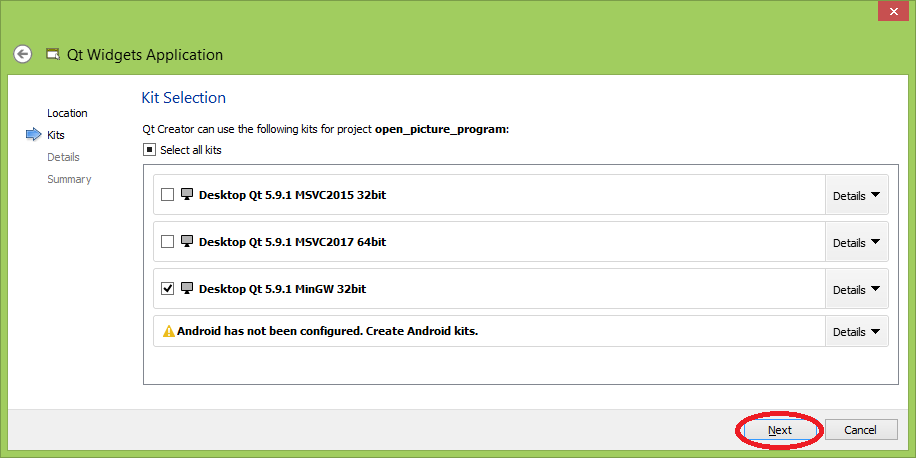 Qt Widgets Application
Location
Kits
Details
Summary
Kit Selection
Qt Creator can use the following kits for project open_picture_program:
Select all kits
Desktop Qt 5.9.1 MSVC2015 32bit
Details
Desktop Qt 5.9.1 MSVC2017 64bit
Details
Desktop Qt 5.9.1 MinGW 32bit
Details
Android has not been configured. Create Android kits.
Details
Next
Cancel